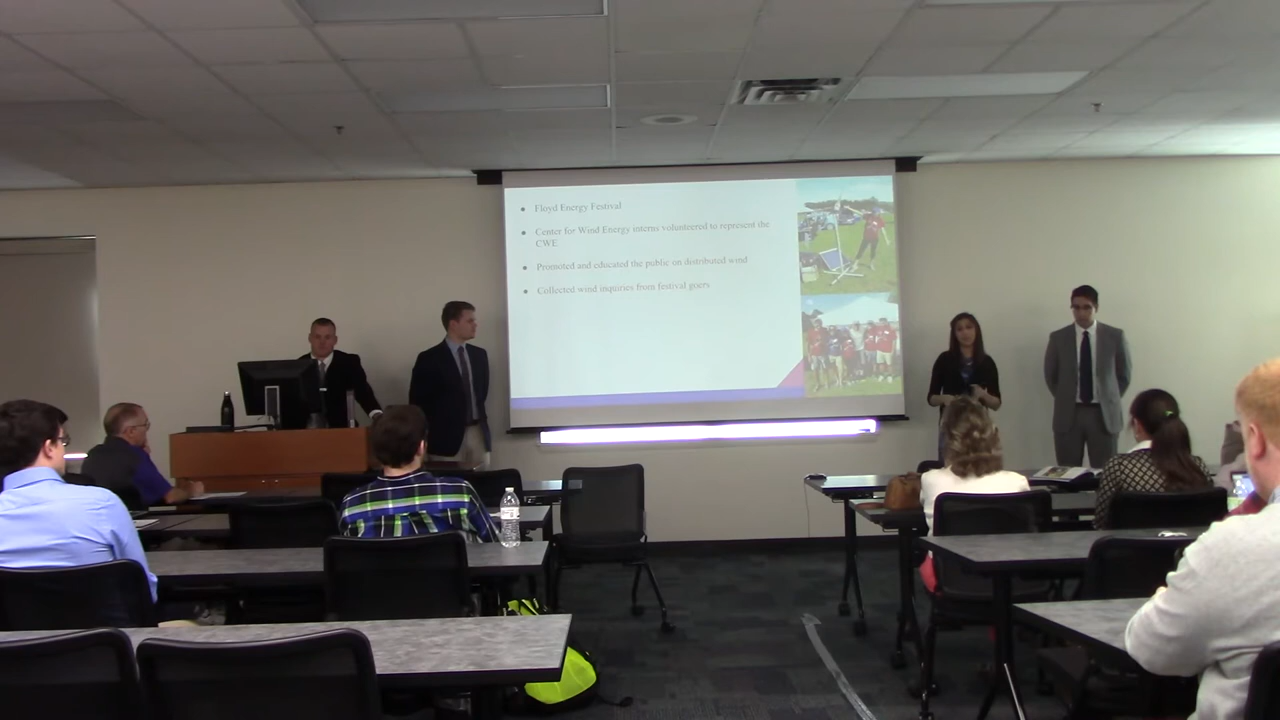 ● Floyd Energy Festival
● Center for Wind Energy interns volunteered to represent the
CWE
● Promoted and educated the public on distributed wind
● Collected wind inquiries from festival goers